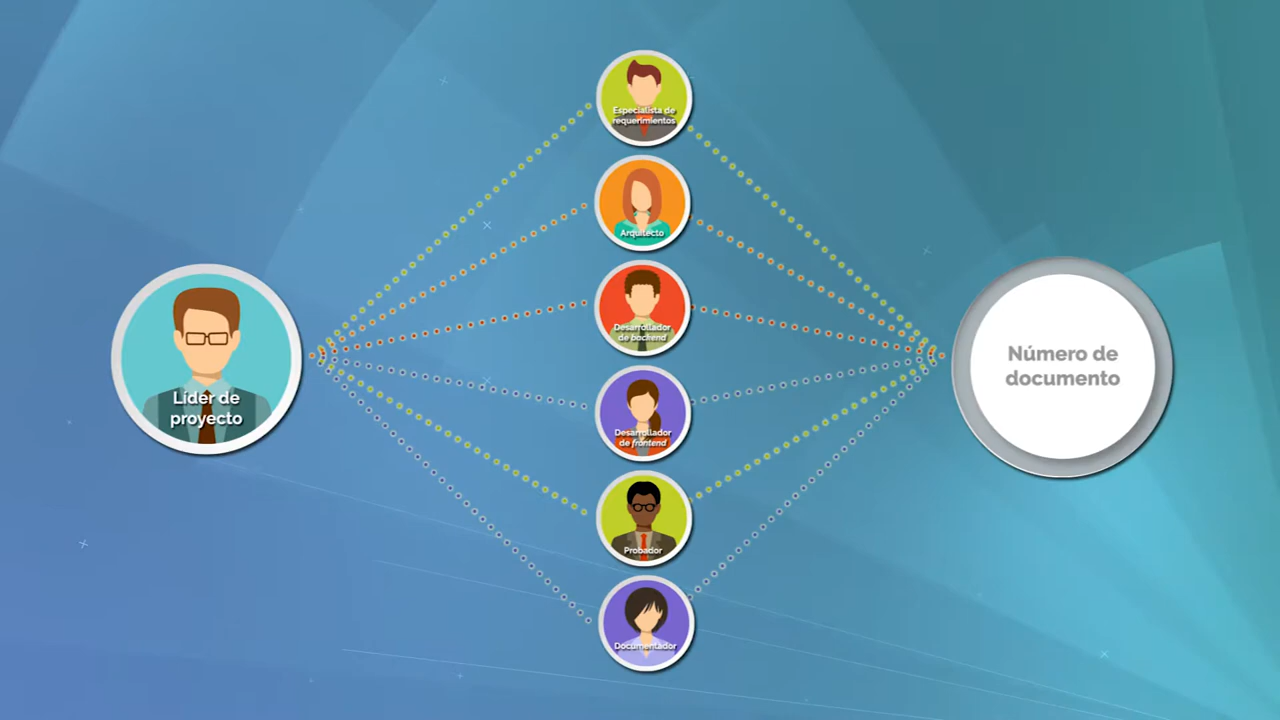 Especialista de
requerimientos
Arquitecto
Desarrollador
de backend
Líder de
proyecto
Número de
documento
Desarrollador
de frontend
Probador
Documentador